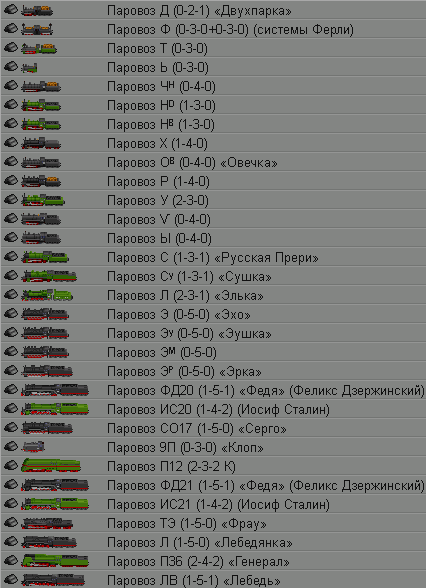 Паровоз Д (0-2-1) «Двухпарка»
Паровоз Ф (0-3-0+0-3-0) (системы Ферли)
Паровоз Т (0-3-0)
Паровоз Ь (0-3-0)
Паровоз Чᴴ (0-4-0)
Паровоз Нᴰ (1-3-0)
Паровоз Нᴮ (1-3-0)
Паровоз Х (1-4-0)
Паровоз Оᴮ (0-4-0) «Овечка»
Паровоз Р (1-4-0)
Паровоз У (2-3-0)
Паровоз Ѵ (0-4-0)
Паровоз Ы (0-4-0)
Паровоз С (1-3-1) «Русская Прери»
Паровоз Сʸ (1-3-1) «Сушка»
Паровоз Л (2-3-1) «Элька»
Паровоз Э (0-5-0) «Эхо»
Паровоз Эʸ (0-5-0) «Эушка»
Паровоз Эᴹ (0-5-0)
Паровоз Эᴾ (0-5-0) «Эрка»
Паровоз ФД20 (1-5-1) «Федя» (Феликс Дзержинский)
Паровоз ИС20 (1-4-2) (Иосиф Сталин)
Паровоз СО17 (1-5-0) «Серго»
Паровоз 9П (0-3-0) «Клоп»
Паровоз П12 (2-3-2 К)
Паровоз ФД21 (1-5-1) «Федя» (Феликс Дзержинский)
Паровоз ИС21 (1-4-2) (Иосиф Сталин)
Паровоз ТЭ (1-5-0) «Фрау»
Паровоз Л (1-5-0) «Лебедянка»
Паровоз П36 (2-4-2) «Генерал»
Паровоз ЛВ (1-5-1) «Лебедь»